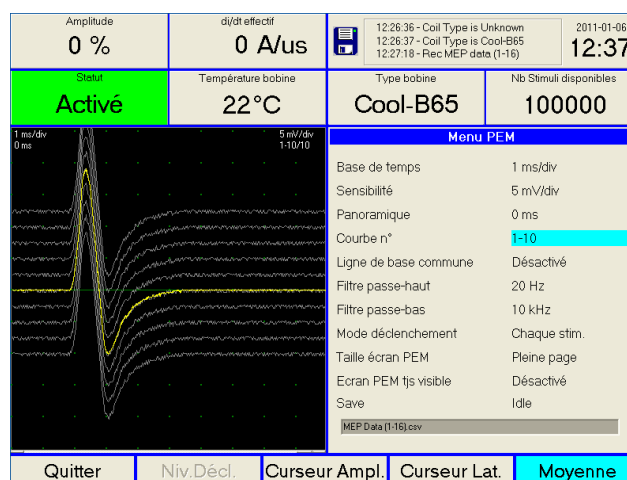 Amplitude
0 %
di/dt effectif
0 A/us
12:26:36 - Coil Type is Unknown
12:26:37 - Coil Type is Cool-B65
12:27:18 - Rec MEP data (1-16)
2011-01-06
12:37
Statut
Activé
Température bobine
22°C
Type bobine
Cool-B65
Nb Stimuli disponibles
100000
1 ms/div
0 ms
5 mV/div
1-10/10
Menu PEM
Base de temps 1 ms/div
Sensibilité 5 mV/div
Panoramique 0 ms
Courbe n° 1-10
Ligne de base commune Désactivé
Filtre passe-haut 20 Hz
Filtre passe-bas 10 kHz
Mode déclenchement Chaque stim.
Taille écran PEM Pleine page
Ecran PEM tjs visible Désactivé
Save Idle
MEP Data (1-16).csv
Quitter
Niv.Décl.
Curseur Ampl.
Curseur Lat.
Moyenne